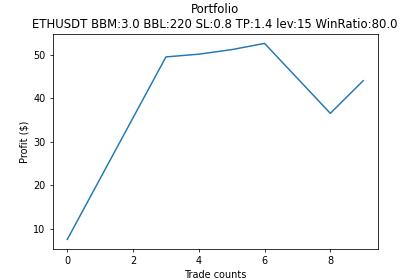 Portfolio
ETHUSDT BBM:3.0 BBL:220 SL:0.8 TP:1.4 lev:15 WinRatio:80.0
50
40
30
20
10
Profit ($)
0 2 4 6 8
Trade counts